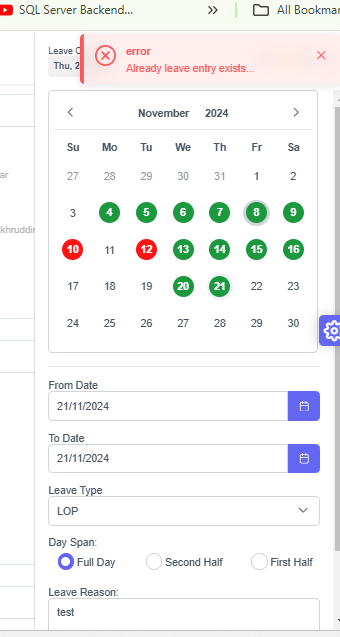 SQL Server Backend...
All Bookmar
Leave C
error
Thu, 2
Already leave entry exists...
November 2024
Su Mo Tu We Th Fr Sa
27 28 29 30 31 1 2
3 4 5 6 7 8 9
ar
khruddin
10 11 12 13 14 15 16
17 18 19 20 21 22 23
24 25 26 27 28 29 30
From Date
21/11/2024
To Date
21/11/2024
Leave Type
LOP
Day Span:
Full Day Second Half First Half
Leave Reason:
test